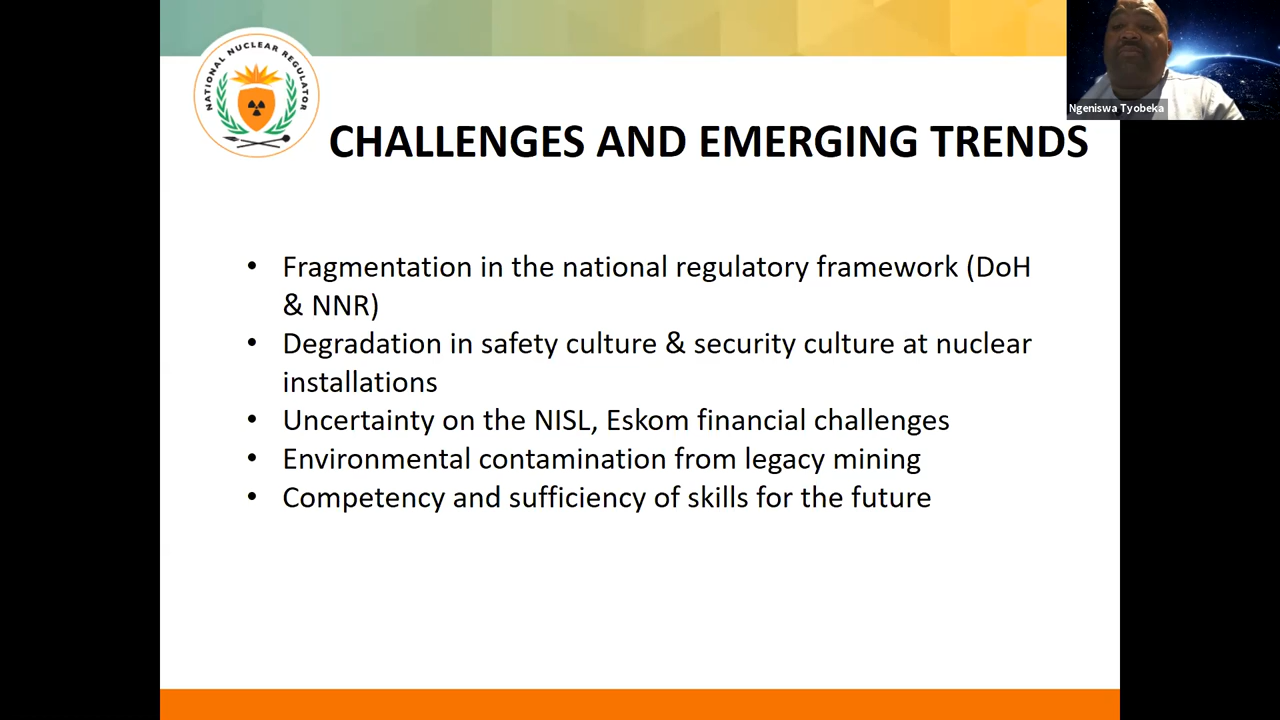 NATIONAL NUCLEAR REGULATOR
Ngeniswa Tyobeka
CHALLENGES AND EMERGING TRENDS
• Fragmentation in the national regulatory framework (DoH
& NNR)
• Degradation in safety culture & security culture at nuclear
installations
• Uncertainty on the NISL, Eskom financial challenges
• Environmental contamination from legacy mining
• Competency and sufficiency of skills for the future